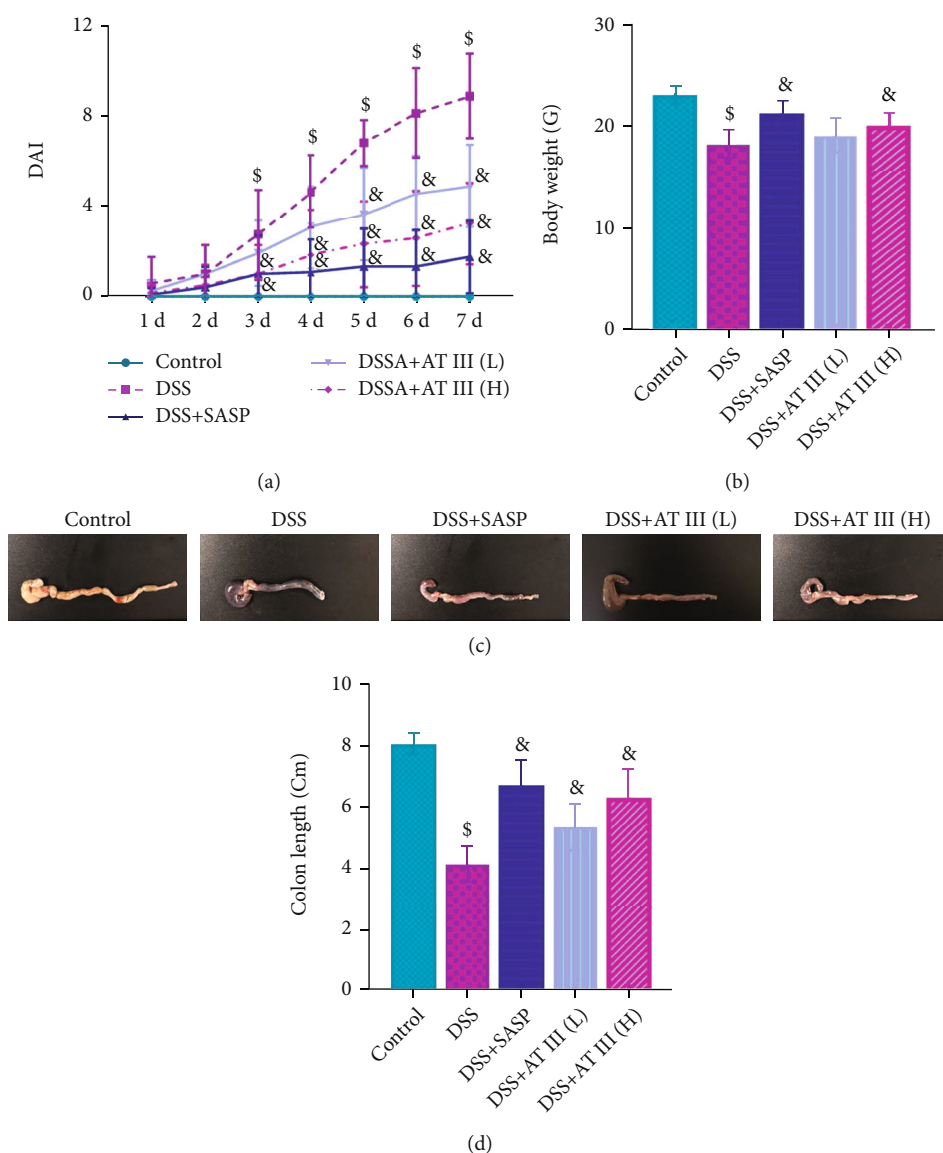 12
8
4
0
DAI
$
$
$
$
$
&
&
&
&
&
&
&
&
&
&
&
&
&
1 d
2 d
3 d
4 d
5 d
6 d
7 d
Control
DSS
DSS+SASP
DSSA+AT III (L)
DSSA+AT III (H)
(a)
30
20
10
0
Body weight (G)
$
&
&
Control
DSS
DSS+SASP
DSS+AT III (L)
DSS+AT III (H)
(b)
Control
DSS
DSS+SASP
DSS+AT III (L)
DSS+AT III (H)
(c)
10
8
6
4
2
0
Colon length (Cm)
$
&
&
&
Control
DSS
DSS+SASP
DSS+AT III (L)
DSS+AT III (H)
(d)